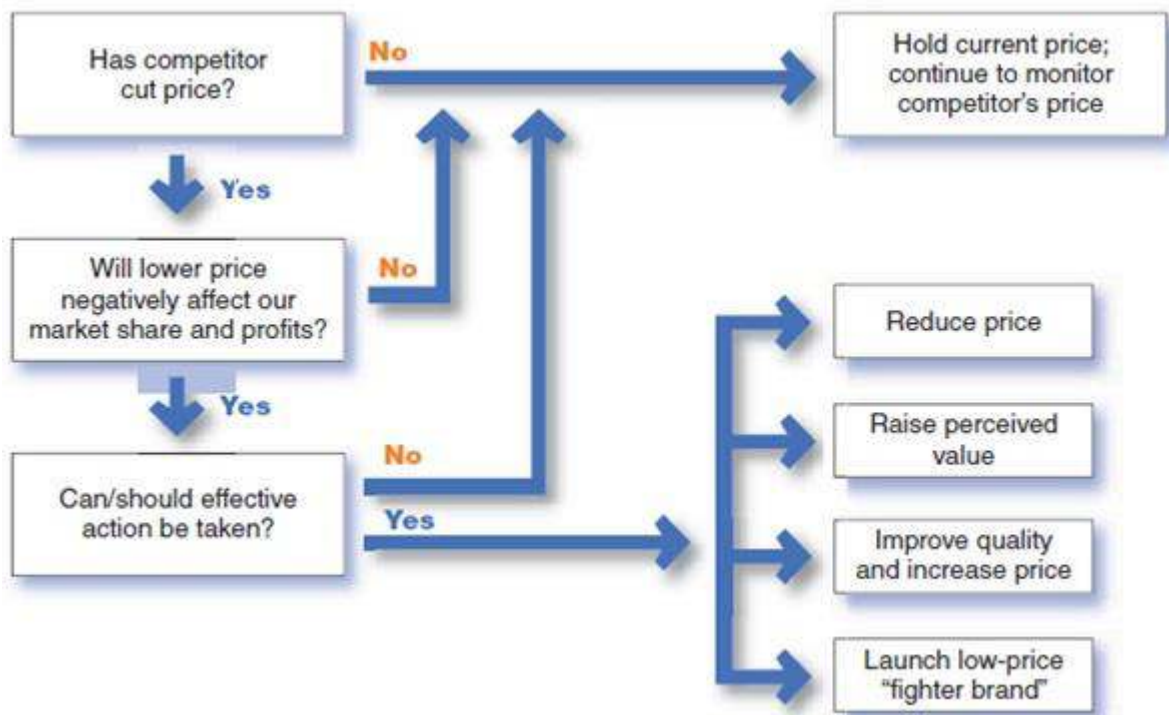 Has competitor
cut price?
No
Hold current price;
continue to monitor
competitor's price
Yes
Will lower price
negatively affect our
market share and profits?
No
Yes
Can/should effective
action be taken?
No
Yes
Reduce price
Raise perceived
value
Improve quality
and increase price
Launch low-price
“fighter brand”